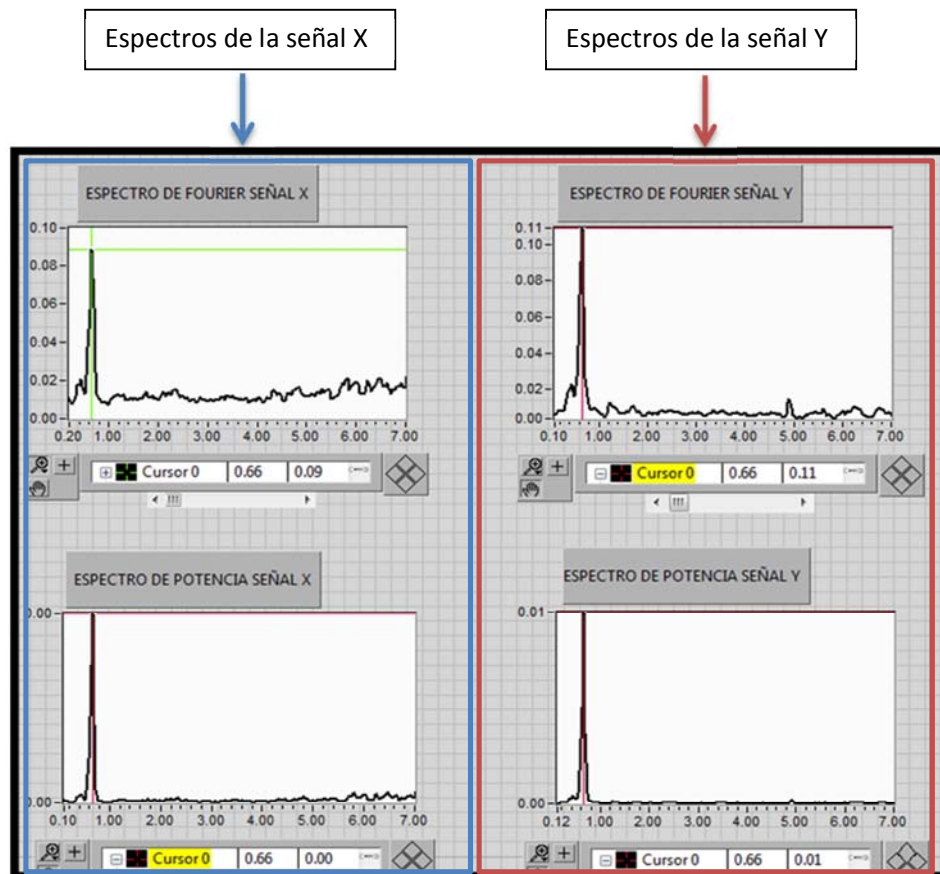 Espectros de la señal X
Espectros de la señal Y
ESPECTRO DE FOURIER SEÑAL X
0.10
0.08
0.06
0.04
0.02
0.00
0.20 1.00 2.00 3.00 4.00 5.00 6.00 7.00
Cursor 0 0.66 0.09
ESPECTRO DE FOURIER SEÑAL Y
0.11
0.10
0.08
0.06
0.04
0.02
0.00
0.10 1.00 2.00 3.00 4.00 5.00 6.00 7.00
Cursor 0 0.66 0.11
ESPECTRO DE POTENCIA SEÑAL X
0.00
0.00
0.10 1.00 2.00 3.00 4.00 5.00 6.00 7.00
Cursor 0 0.66 0.00
ESPECTRO DE POTENCIA SEÑAL Y
0.01
0.00
0.12 1.00 2.00 3.00 4.00 5.00 6.00 7.00
Cursor 0 0.66 0.01